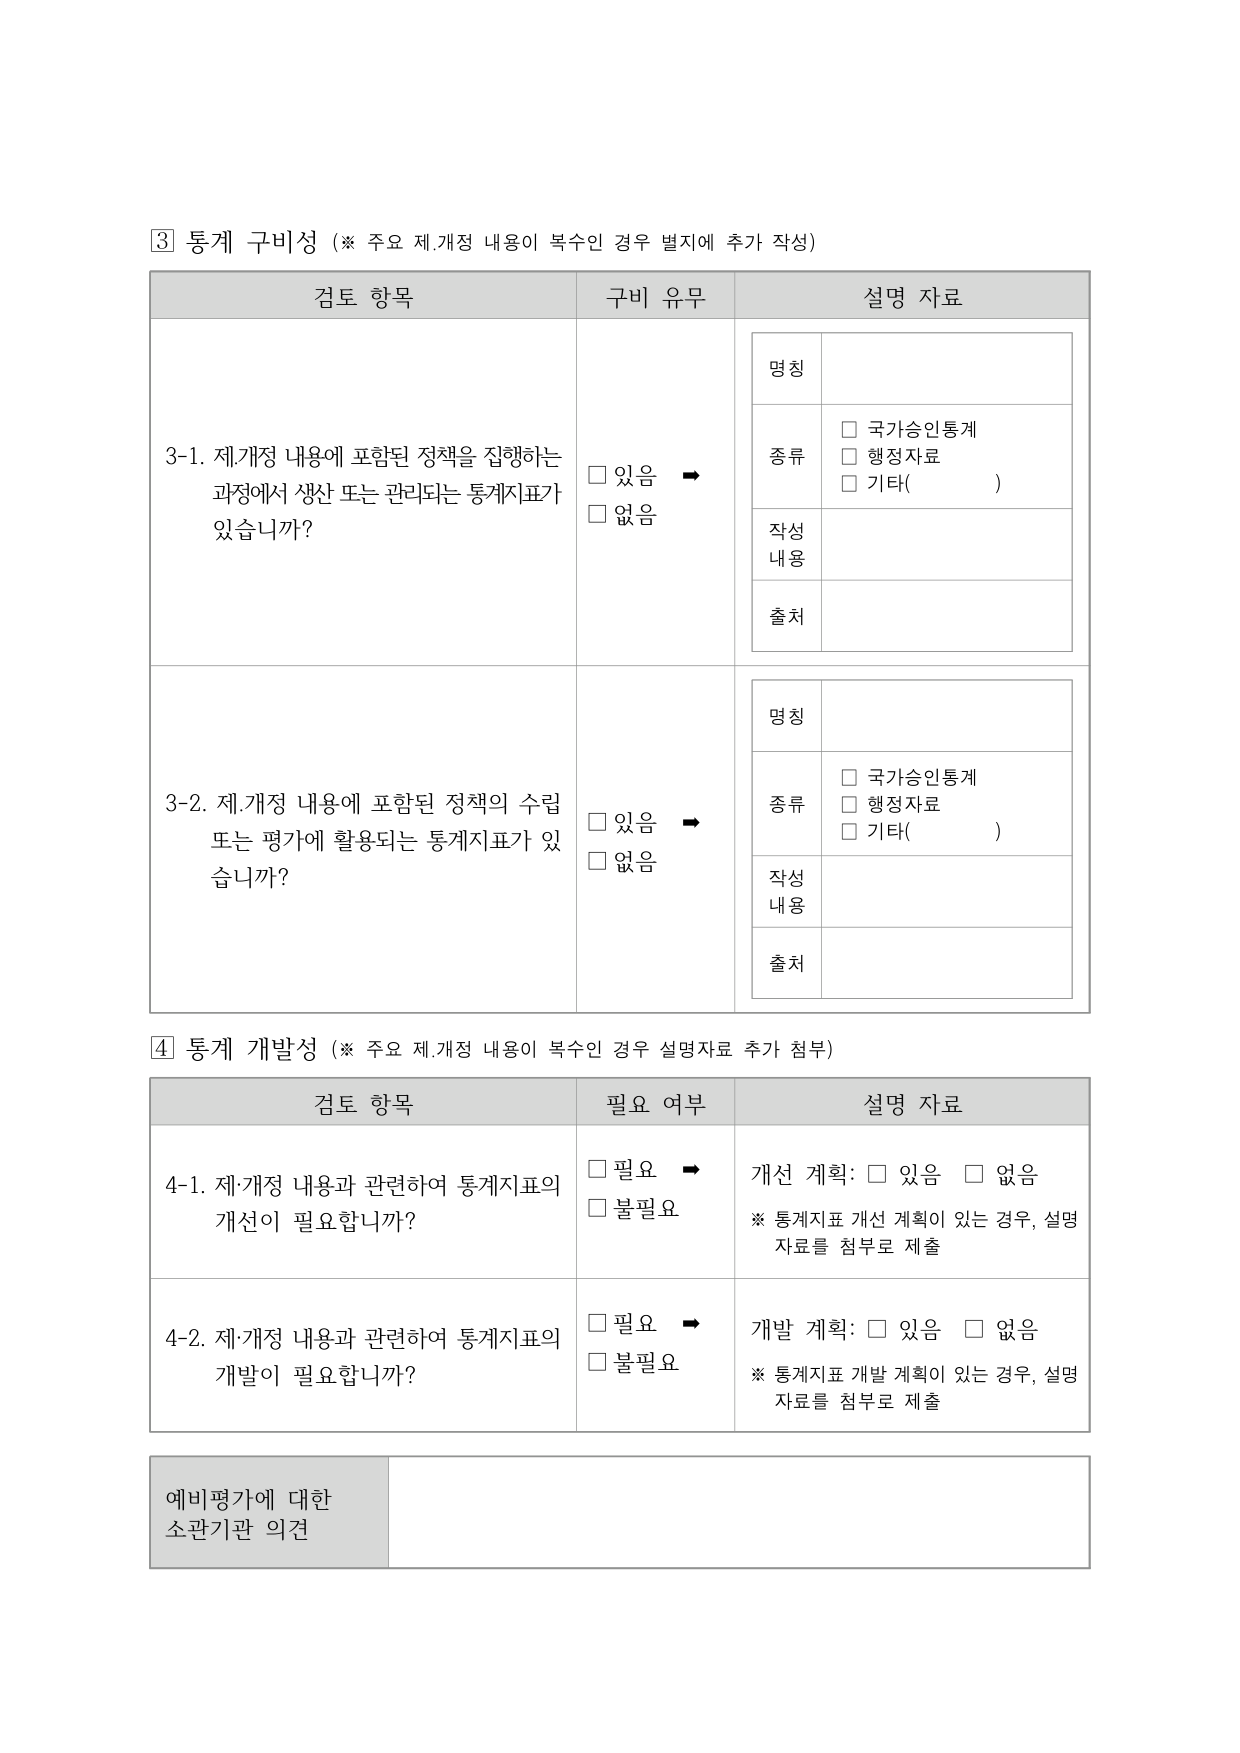 3 통계 구비성 (※ 주요 제.개정 내용이 복수인 경우 별지에 추가 작성)
검토 항목 구비 유무 설명 자료
3-1. 제.개정 내용에 포함된 정책을 집행하는
과정에서 생산 또는 관리되는 통계지표가
있습니까?
□ 있음 ➡
□ 없음
명칭
종류
□ 국가승인통계
□ 행정자료
□ 기타( )
작성
내용
출처
3-2. 제.개정 내용에 포함된 정책의 수립
또는 평가에 활용되는 통계지표가 있
습니까?
□ 있음 ➡
□ 없음
명칭
종류
□ 국가승인통계
□ 행정자료
□ 기타( )
작성
내용
출처
4 통계 개발성 (※ 주요 제.개정 내용이 복수인 경우 설명자료 추가 첨부)
검토 항목 필요 여부 설명 자료
4-1. 제·개정 내용과 관련하여 통계지표의
개선이 필요합니까?
□ 필요 ➡
□ 불필요
개선 계획: □ 있음 □ 없음
※ 통계지표 개선 계획이 있는 경우, 설명
자료를 첨부로 제출
4-2. 제·개정 내용과 관련하여 통계지표의
개발이 필요합니까?
□ 필요 ➡
□ 불필요
개발 계획: □ 있음 □ 없음
※ 통계지표 개발 계획이 있는 경우, 설명
자료를 첨부로 제출
예비평가에 대한
소관기관 의견